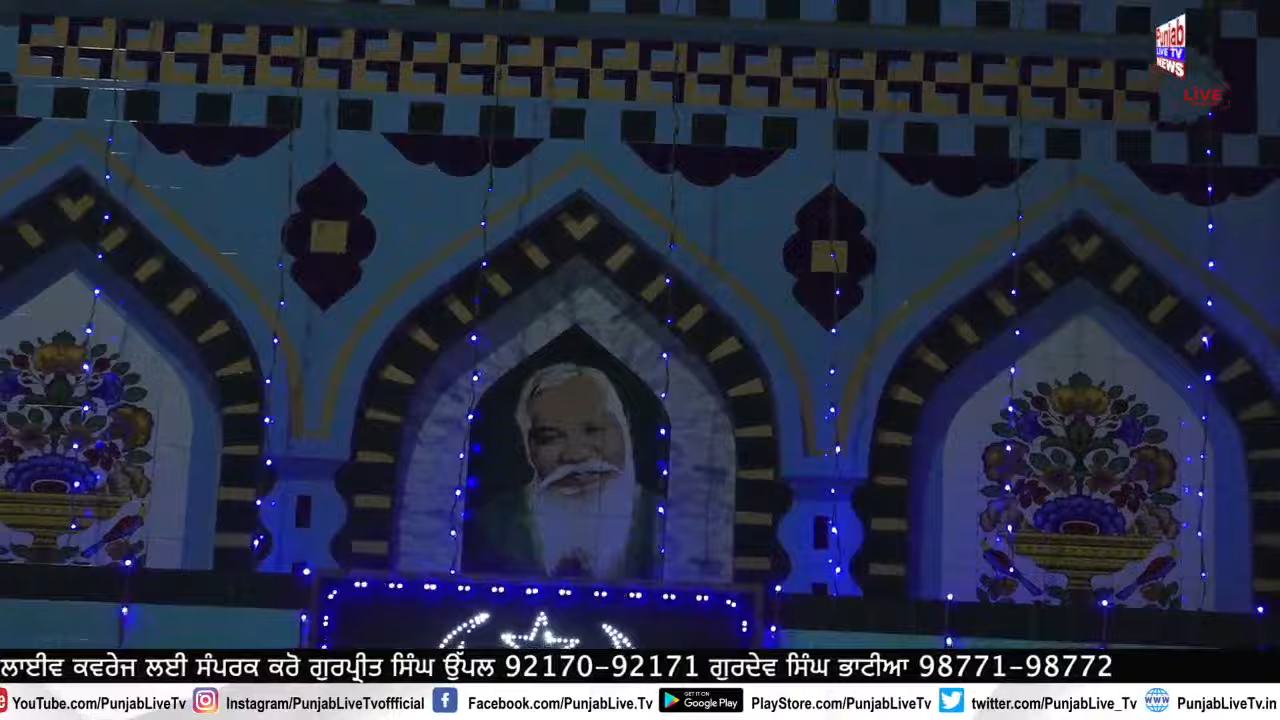 Punjab
LIVE TV
NEWS
LIVE
ਲਾਈਵ ਕਵਰੇਜ ਲਈ ਸੰਪਰਕ ਕਰੋ ਗੁਰਪ੍ਰੀਤ ਸਿੰਘ ਉੱਪਲ 92170-92171 ਗੁਰਦੇਵ ਸਿੰਘ ਭਾਟੀਆ 98771-98772
YouTube.com/PunjabLiveTv Instagram/PunjabLiveTvofficial Facebook.com/PunjabLive.Tv GET IT ON Google Play PlayStore.com/PunjabLiveTV twitter.com/PunjabLive_Tv www PunjabLiveTv.in